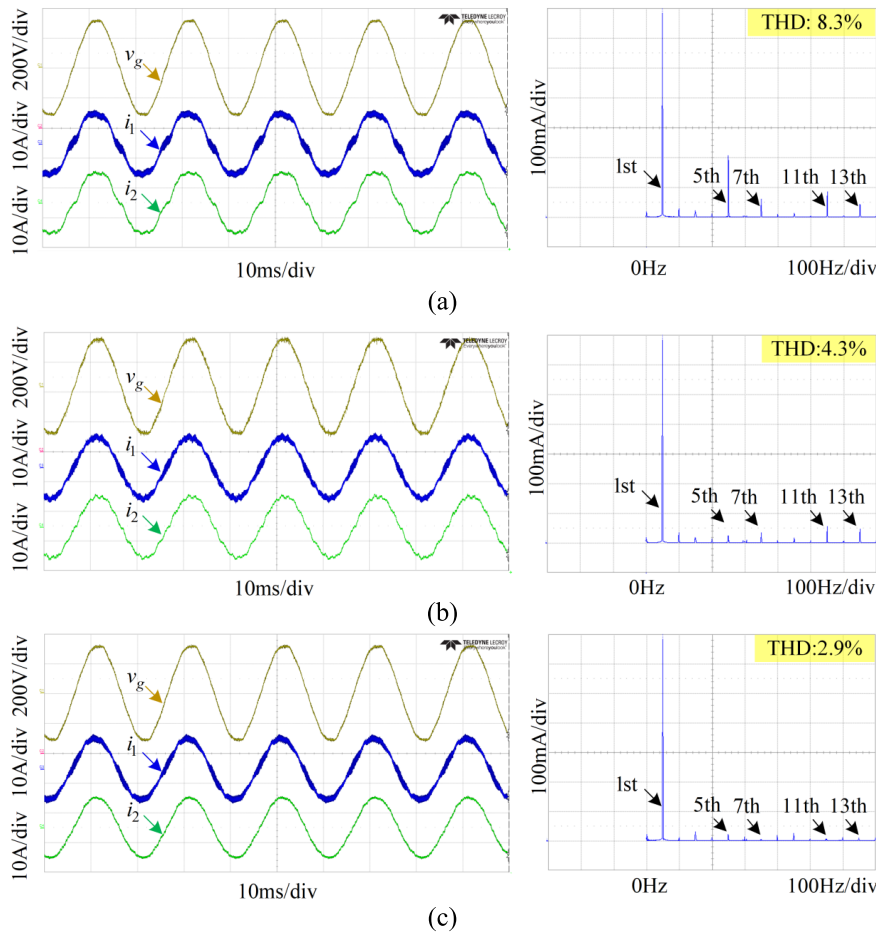 TELEDYNE LECROY
Everywhereyoulook
200V/div
10A/div
10A/div
v_g
i_1
i_2
10ms/div
THD: 8.3%
100mA/div
1st
5th
7th
11th
13th
0Hz
100Hz/div
(a)
TELEDYNE LECROY
Everywhereyoulook
200V/div
10A/div
10A/div
v_g
i_1
i_2
10ms/div
THD:4.3%
100mA/div
1st
5th
7th
11th
13th
0Hz
100Hz/div
(b)
TELEDYNE LECROY
Everywhereyoulook
200V/div
10A/div
10A/div
v_g
i_1
i_2
10ms/div
THD:2.9%
100mA/div
1st
5th
7th
11th
13th
0Hz
100Hz/div
(c)